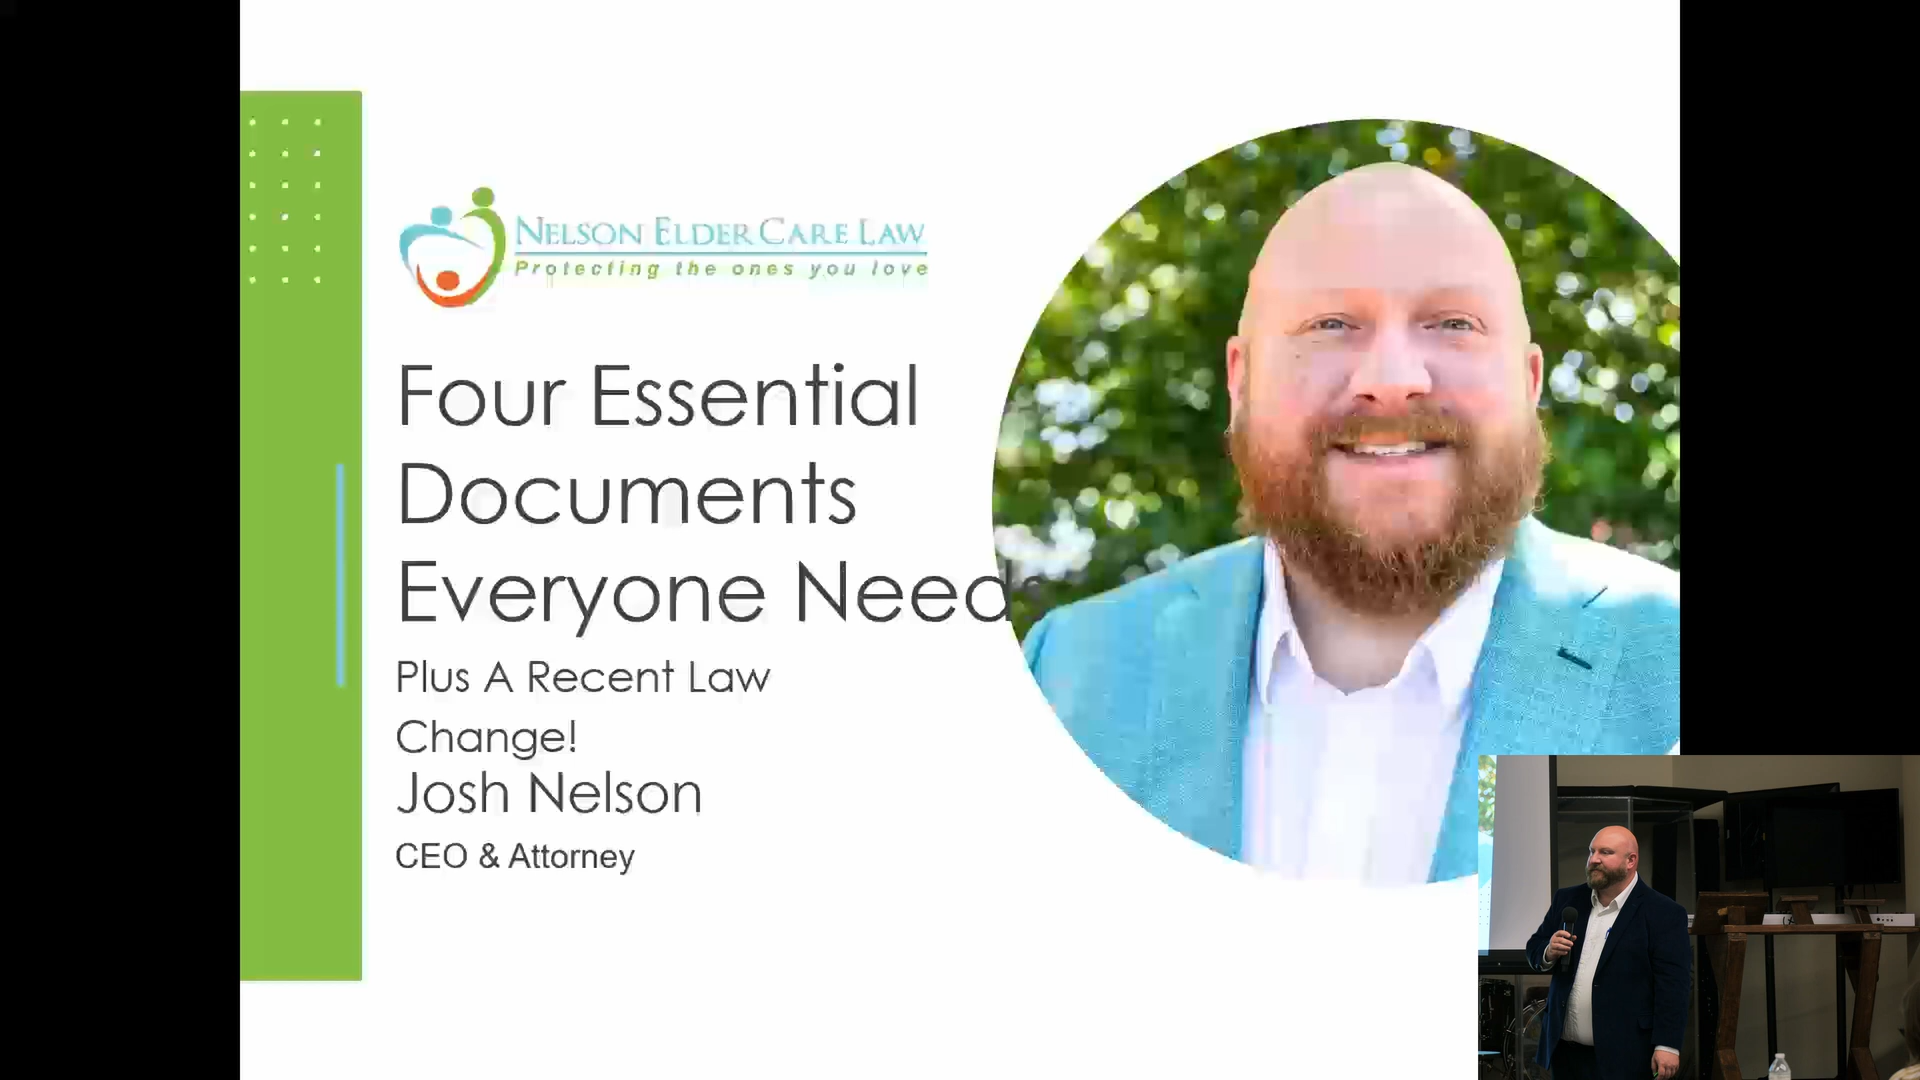 NELSON ELDER CARE LAW
Protecting the ones you love
Four Essential
Documents
Everyone Need
Plus A Recent Law
Change!
Josh Nelson
CEO & Attorney